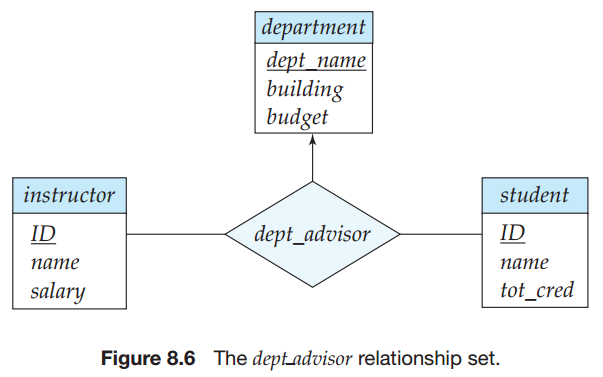 department
dept_name
building
budget
instructor
ID
name
salary
dept_advisor
student
ID
name
tot_cred
Figure 8.6 The dept_advisor relationship set.